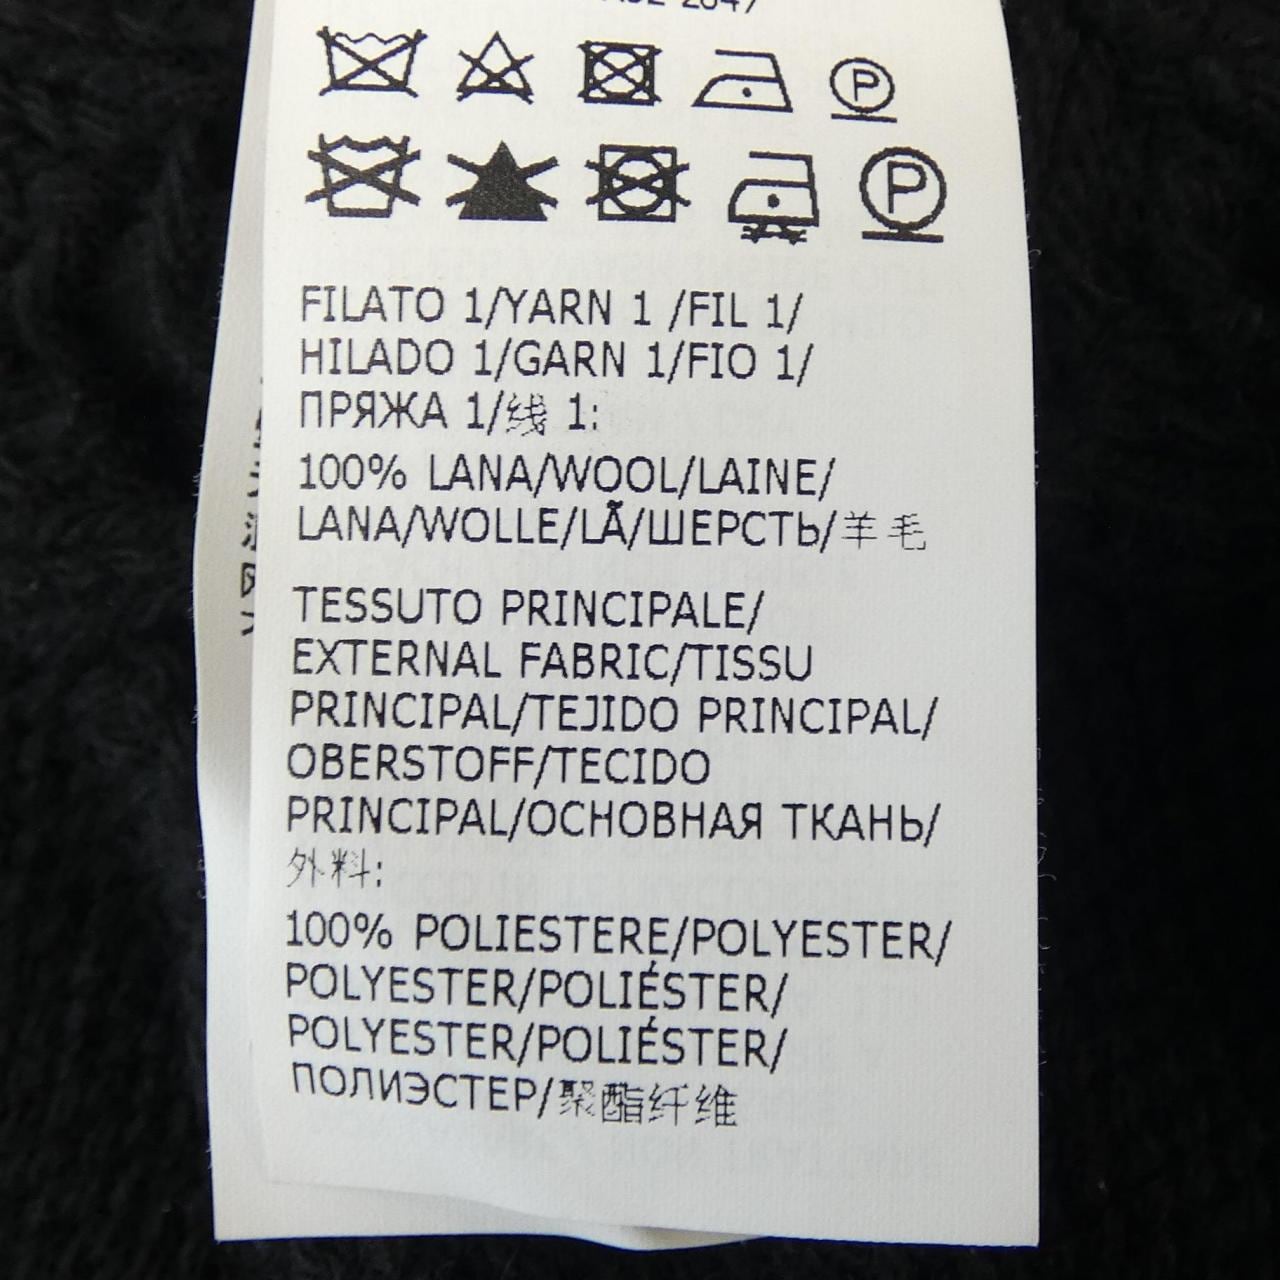 P
P
FILATO 1/YARN 1 /FIL 1/
HILADO 1/GARN 1/FIO 1/
ПРЯЖА 1/线 1:
100% LANA/WOOL/LAINE/
LANA/WOLLE/LÃ/ШЕРСТЬ/羊毛
TESSUTO PRINCIPALE/
EXTERNAL FABRIC/TISSU
PRINCIPAL/TEJIDO PRINCIPAL/
OBERSTOFF/TECIDO
PRINCIPAL/ОСНОВНАЯ ТКАНЬ/
外料:
100% POLIESTERE/POLYESTER/
POLYESTER/POLIÉSTER/
POLYESTER/POLIÉSTER/
ПОЛИЭСТЕР/聚酯纤维